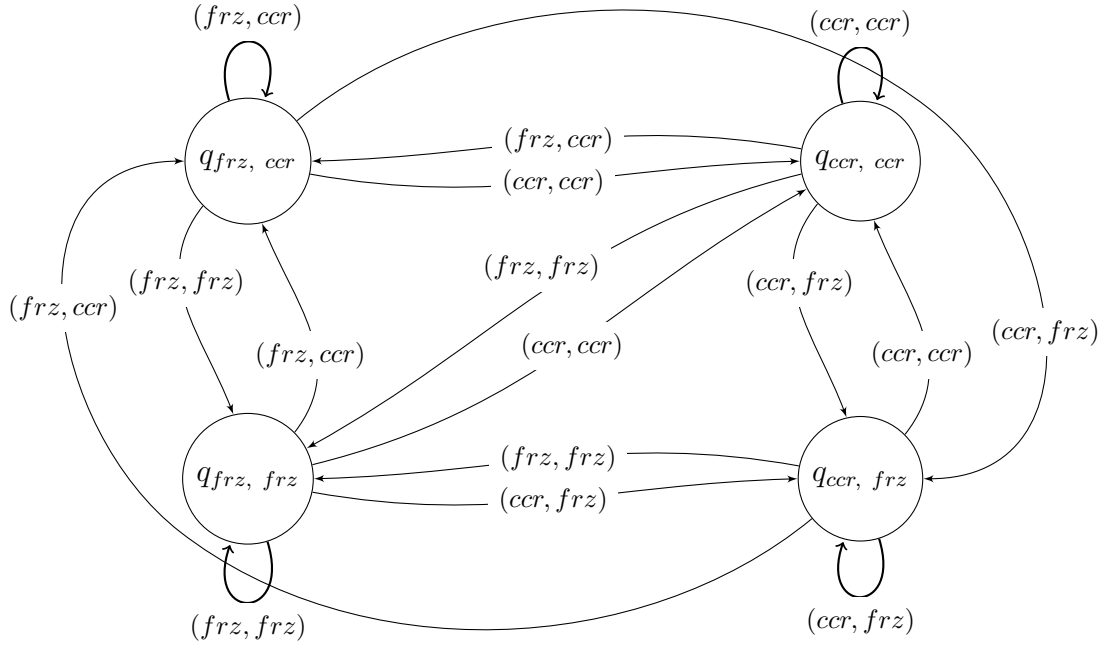 (frz, ccr)
(ccr, ccr)
(frz, ccr)
q_{frz, ccr}
q_{ccr, ccr}
(ccr, ccr)
(frz, frz)
(frz, frz)
(ccr, frz)
(frz, ccr)
(ccr, frz)
(ccr, ccr)
(frz, ccr)
(ccr, ccr)
(frz, frz)
q_{frz, frz}
q_{ccr, frz}
(ccr, frz)
(frz, frz)
(ccr, frz)